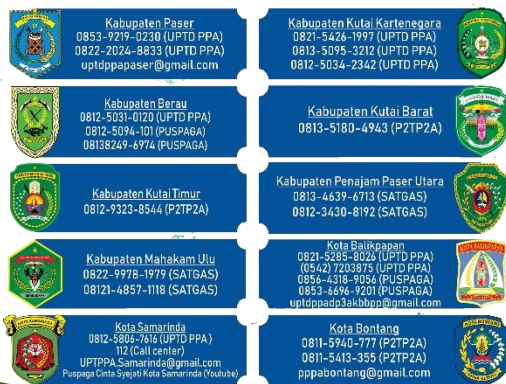 Kabupaten Paser
0853-9219-0230 (UPTD PPA)
0822-2024-8833 (UPTD PPA)
uptdppapaser@gmail.com
Kabupaten Kutai Kartenegara
0821-5426-1997 (UPTD PPA)
0813-5095-3212 (UPTD PPA)
0812-5034-2342 (UPTD PPA)
Kabupaten Berau
0812-5031-0120 (UPTD PPA)
0812-5094-101 (PUSPAGA)
08138249-6974 (PUSPAGA)
Kabupaten Kutai Barat
0813-5180-4943 (P2TP2A)
Kabupaten Kutai Timur
0812-9323-8544 (P2TP2A)
Kabupaten Penajam Paser Utara
0813-4639-6713 (SATGAS)
0812-3430-8192 (SATGAS)
Kabupaten Mahakam Ulu
0822-9978-1979 (SATGAS)
08121-4857-1118 (SATGAS)
Kota Balikpapan
0821-5285-8026 (UPTD PPA)
(0542) 7203875 (UPTD PPA)
0856-4318-9056 (PUSPAGA)
0853-6696-9201 (PUSPAGA)
uptdppadp3akbbpp@gmail.com
KOTA BALIKPAPAN
Kota Samarinda
0812-5806-7616 (UPTD PPA)
112 (Call center)
UPTPPA.Samarinda@gmail.com
Puspaga Cinta Syejati Kota Samarinda (Youtube)
Kota Bontang
0811-5940-777 (P2TP2A)
0811-5413-355 (P2TP2A)
pppabontang@gmail.com